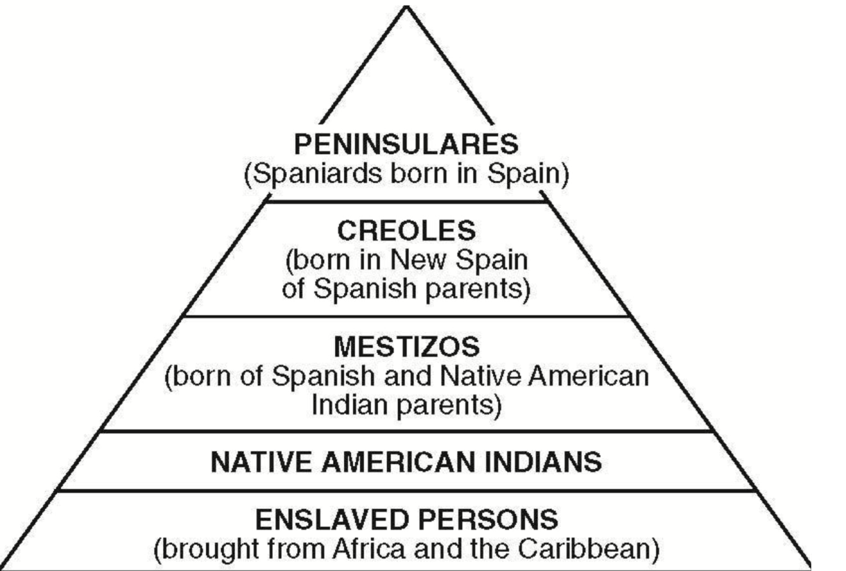 PENINSULARES
(Spaniards born in Spain)
CREOLES
(born in New Spain
of Spanish parents)
MESTIZOS
(born of Spanish and Native American
Indian parents)
NATIVE AMERICAN INDIANS
ENSLAVED PERSONS
(brought from Africa and the Caribbean)